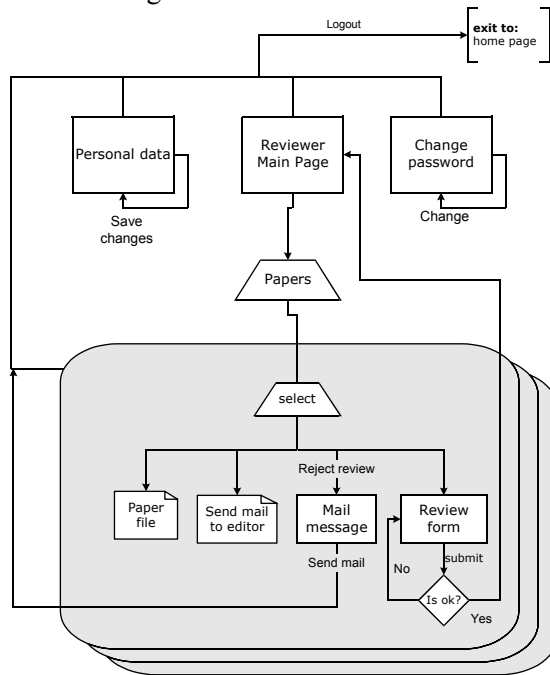 Logout
exit to:
home page
Personal data
Reviewer
Main Page
Change
password
Save
changes
Change
Papers
select
Reject review
Paper
file
Send mail
to editor
Mail
message
Review
form
Send mail
submit
No
Is ok?
Yes